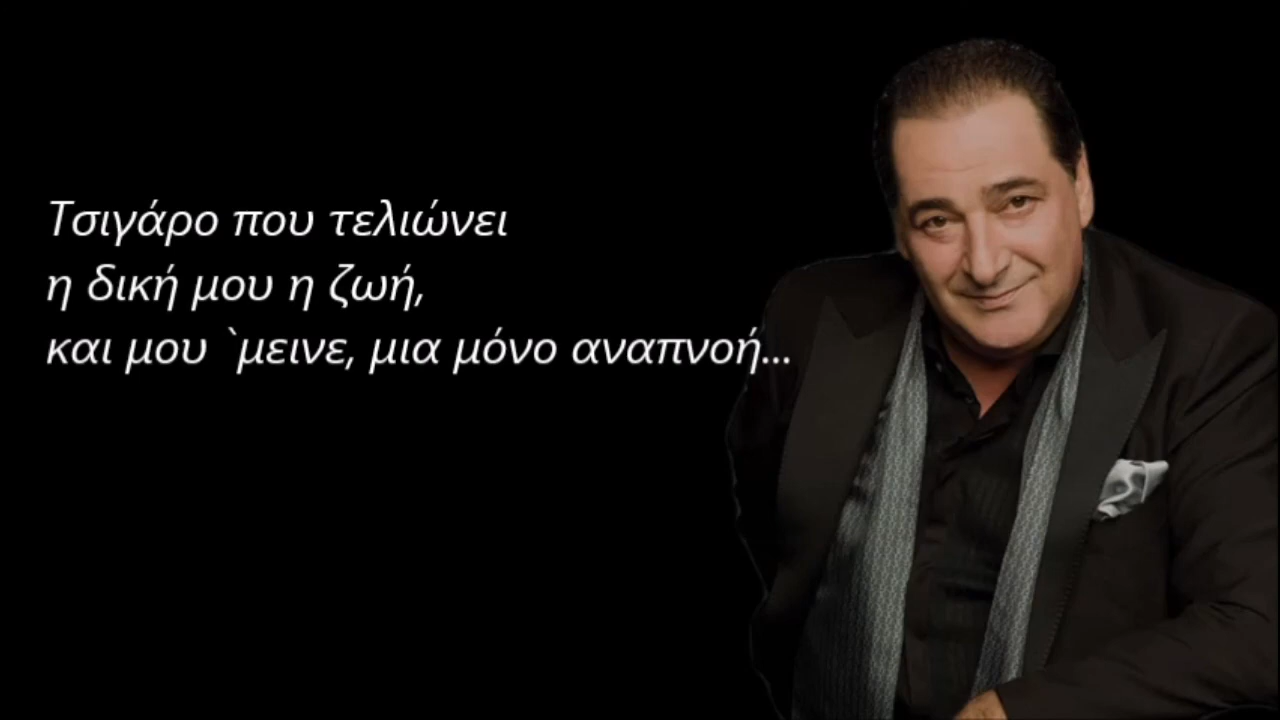 Τσιγάρο που τελιώνει
η δική μου η ζωή,
και μου `μεινε, μια μόνο αναπνοή...